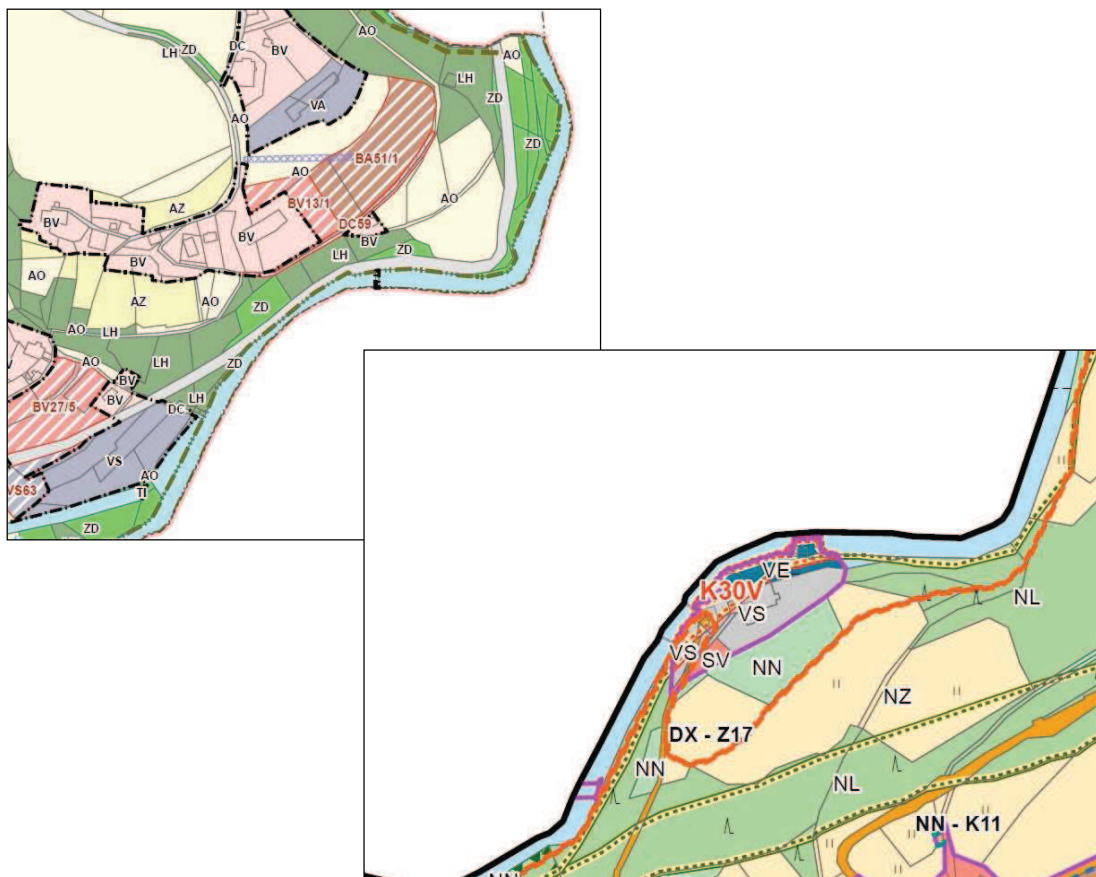 AO
LH
ZD
DC
BV
AO
LH
VA
ZD
AO
ZD
BA51/1
AO
AO
AZ
BV13/1
DC59
BV
BV
BV
BV
LH
ZD
AO
AZ
AO
ZD
AO
LH
LH
ZD
AO
BV
BV
LH
DC
BV27/5
VS
AO
TI
VS63
ZD
VE
K30V
VS
VS
SV
NN
NL
NZ
DX - Z17
NN
NL
NN - K11